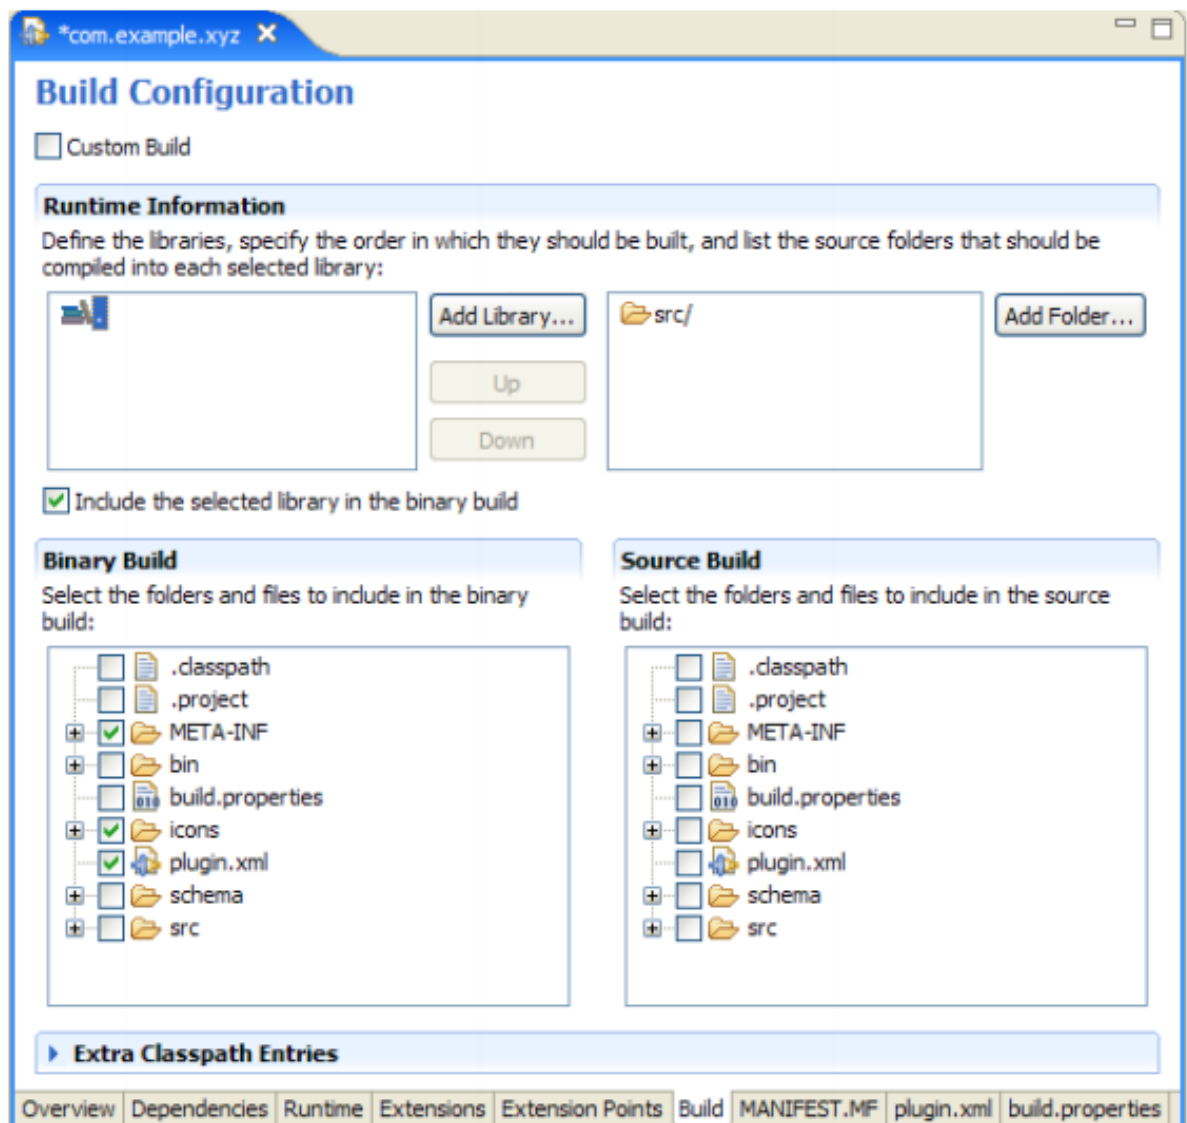 *com.example.xyz
Build Configuration
Custom Build
Runtime Information
Define the libraries, specify the order in which they should be built, and list the source folders that should be
compiled into each selected library:
.
Add Library...
src/
Add Folder...
Up
Down
Include the selected library in the binary build
Binary Build
Select the folders and files to include in the binary
build:
.classpath
.project
META-INF
bin
build.properties
icons
plugin.xml
schema
src
Source Build
Select the folders and files to include in the source
build:
.classpath
.project
META-INF
bin
build.properties
icons
plugin.xml
schema
src
Extra Classpath Entries
Overview Dependencies Runtime Extensions Extension Points Build MANIFEST.MF plugin.xml build.properties